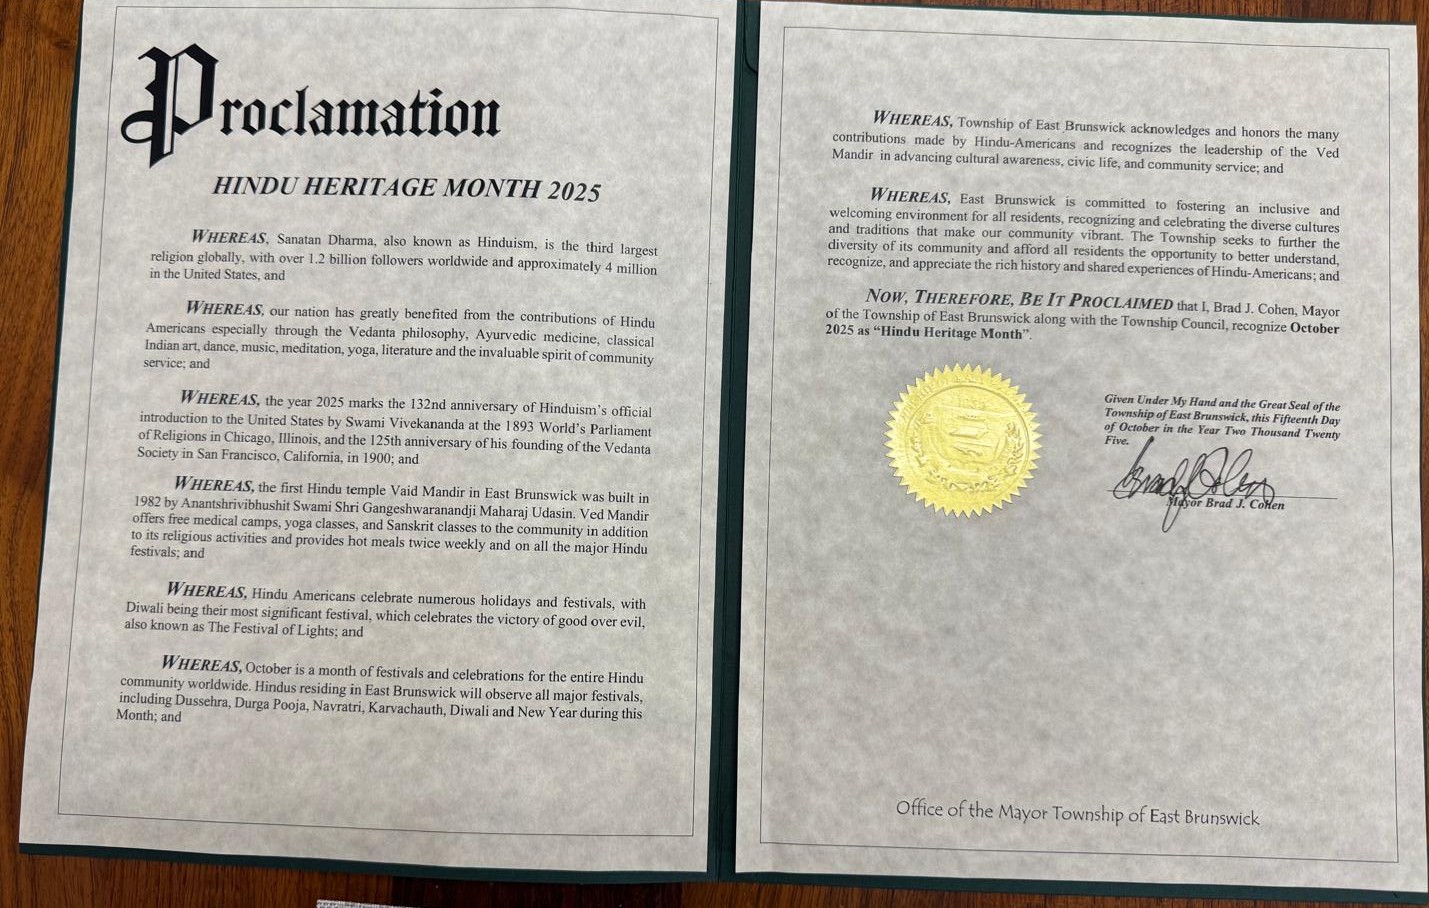 Proclamation
HINDU HERITAGE MONTH 2025
WHEREAS, Sanatan Dharma, also known as Hinduism, is the third largest
religion globally, with over 1.2 billion followers worldwide and approximately 4 million
in the United States, and
WHEREAS, our nation has greatly benefited from the contributions of Hindu
Americans especially through the Vedanta philosophy, Ayurvedic medicine, classical
Indian art, dance, music, meditation, yoga, literature and the invaluable spirit of community
service; and
WHEREAS, the year 2025 marks the 132nd anniversary of Hinduism's official
introduction to the United States by Swami Vivekananda at the 1893 World's Parliament
of Religions in Chicago, Illinois, and the 125th anniversary of his founding of the Vedanta
Society in San Francisco, California, in 1900; and
WHEREAS, the first Hindu temple Vaid Mandir in East Brunswick was built in
1982 by Anantshrivibhushit Swami Shri Gangeshwaranandji Maharaj Udasin. Ved Mandir
offers free medical camps, yoga classes, and Sanskrit classes to the community in addition
to its religious activities and provides hot meals twice weekly and on all the major Hindu
festivals; and
WHEREAS, Hindu Americans celebrate numerous holidays and festivals, with
Diwali being their most significant festival, which celebrates the victory of good over evil,
also known as The Festival of Lights; and
WHEREAS, October is a month of festivals and celebrations for the entire Hindu
community worldwide. Hindus residing in East Brunswick will observe all major festivals,
including Dussehra, Durga Pooja, Navratri, Karvachauth, Diwali and New Year during this
Month; and
WHEREAS, Township of East Brunswick acknowledges and honors the many
contributions made by Hindu-Americans and recognizes the leadership of the Ved
Mandir in advancing cultural awareness, civic life, and community service; and
WHEREAS, East Brunswick is committed to fostering an inclusive and
welcoming environment for all residents, recognizing and celebrating the diverse cultures
and traditions that make our community vibrant. The Township seeks to further the
diversity of its community and afford all residents the opportunity to better understand,
recognize, and appreciate the rich history and shared experiences of Hindu-Americans; and
NOW, THEREFORE, BE IT PROCLAIMED that I, Brad J. Cohen, Mayor
of the Township of East Brunswick along with the Township Council, recognize October
2025 as “Hindu Heritage Month”.
Given Under My Hand and the Great Seal of the
Township of East Brunswick, this Fifteenth Day
of October in the Year Two Thousand Twenty
Five.
Mayor Brad J. Cohen
Office of the Mayor Township of East Brunswick